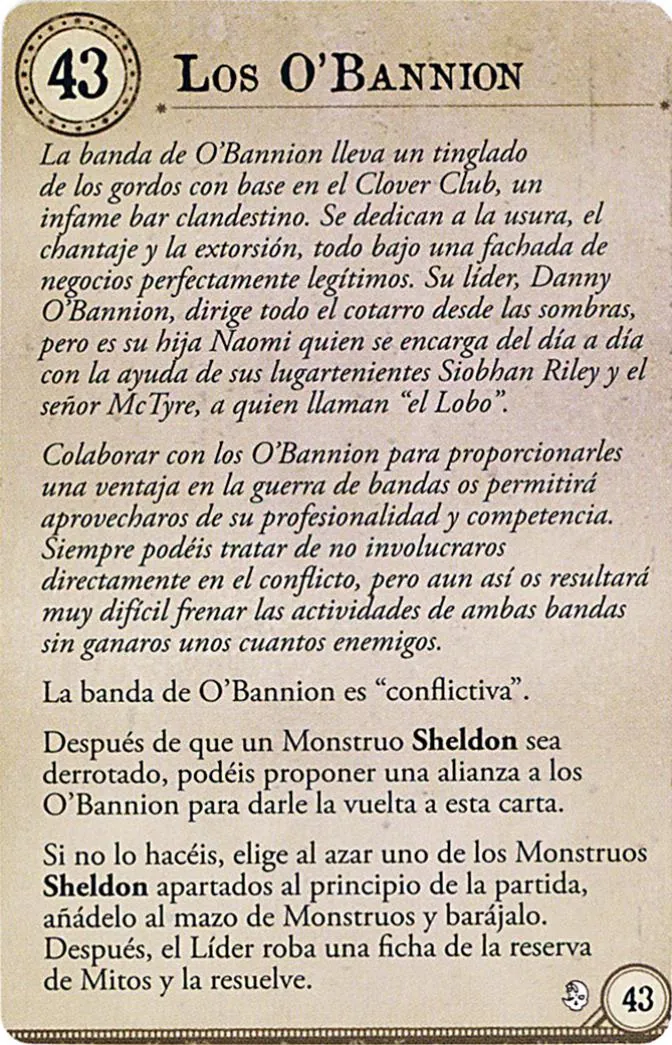 43
Los O'Bannion
La banda de O'Bannion lleva un tinglado
de los gordos con base en el Clover Club, un
infame bar clandestino. Se dedican a la usura, el
chantaje y la extorsión, todo bajo una fachada de
negocios perfectamente legítimos. Su líder, Danny
O'Bannion, dirige todo el cotarro desde las sombras,
pero es su hija Naomi quien se encarga del día a día
con la ayuda de sus lugartenientes Siobhan Riley y el
señor McTyre, a quien llaman “el Lobo”.
Colaborar con los O'Bannion para proporcionarles
una ventaja en la guerra de bandas os permitirá
aprovecharos de su profesionalidad y competencia.
Siempre podéis tratar de no involucraros
directamente en el conflicto, pero aun así os resultará
muy difícil frenar las actividades de ambas bandas
sin ganaros unos cuantos enemigos.
La banda de O'Bannion es “conflictiva”.
Después de que un Monstruo Sheldon sea
derrotado, podéis proponer una alianza a los
O'Bannion para darle la vuelta a esta carta.
Si no lo hacéis, elige al azar uno de los Monstruos
Sheldon apartados al principio de la partida,
añádelo al mazo de Monstruos y barájalo.
Después, el Líder roba una ficha de la reserva
de Mitos y la resuelve.
43